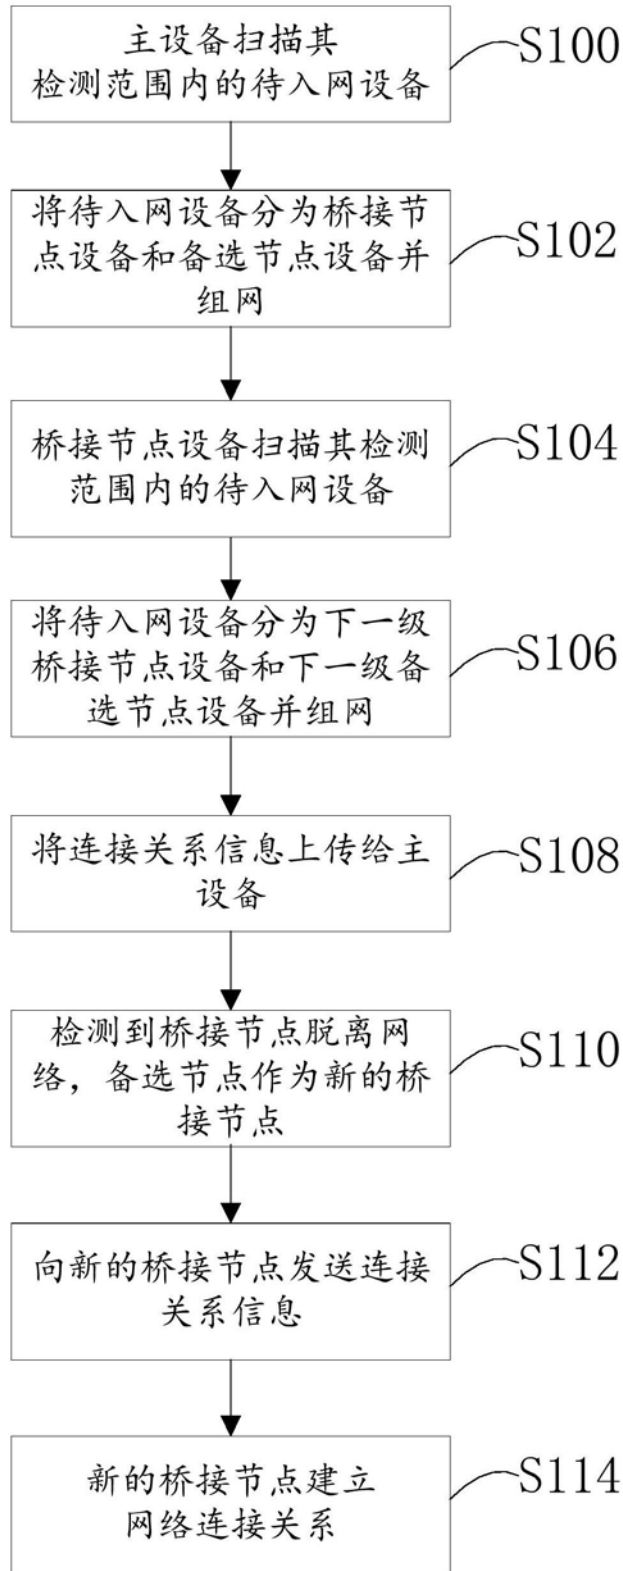 主设备扫描其
检测范围内的待入网设备
S100
将待入网设备分为桥接节
点设备和备选节点设备并
组网
S102
桥接节点设备扫描其检测
范围内的待入网设备
S104
将待入网设备分为下一级
桥接节点设备和下一级备
选节点设备并组网
S106
将连接关系信息上传给主
设备
S108
检测到桥接节点脱离网
络，备选节点作为新的桥
接节点
S110
向新的桥接节点发送连接
关系信息
S112
新的桥接节点建立
网络连接关系
S114